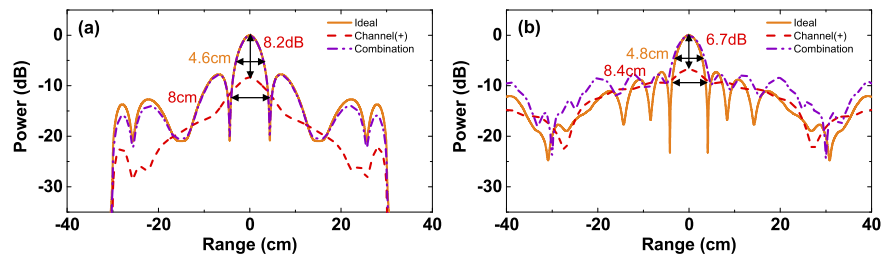 (a)
Ideal
Channel(+)
Combination
8.2dB
4.6cm
8cm
Power (dB)
0
-10
-20
-30
-40
-20
0
20
40
Range (cm)
(b)
Ideal
Channel(+)
Combination
6.7dB
4.8cm
8.4cm
Power (dB)
0
-10
-20
-30
-40
-20
0
20
40
Range (cm)